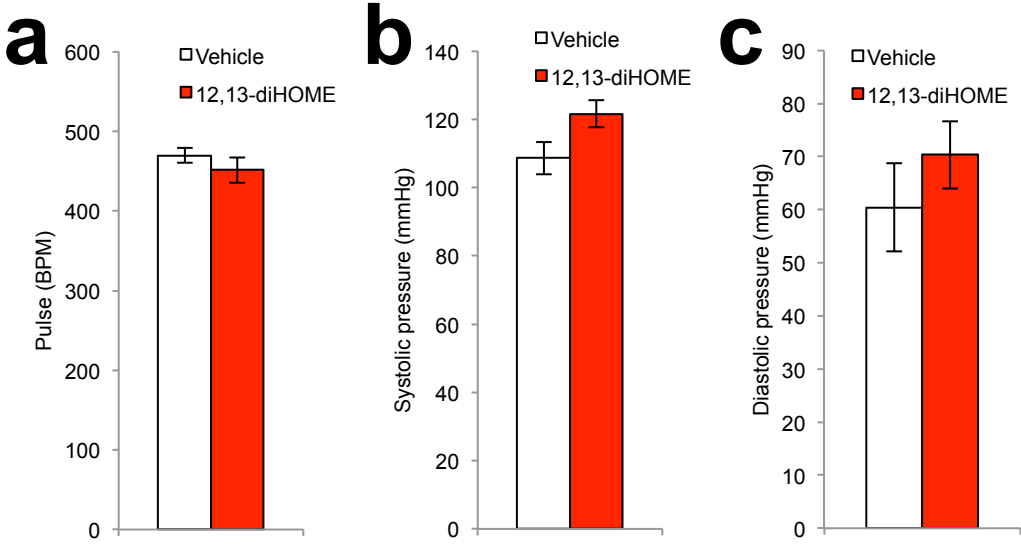 a
Vehicle
12,13-diHOME
Pulse (BPM)
600
500
400
300
200
100
0
b
Vehicle
12,13-diHOME
Systolic pressure (mmHg)
140
120
100
80
60
40
20
0
c
Vehicle
12,13-diHOME
Diastolic pressure (mmHg)
90
80
70
60
50
40
30
20
10
0